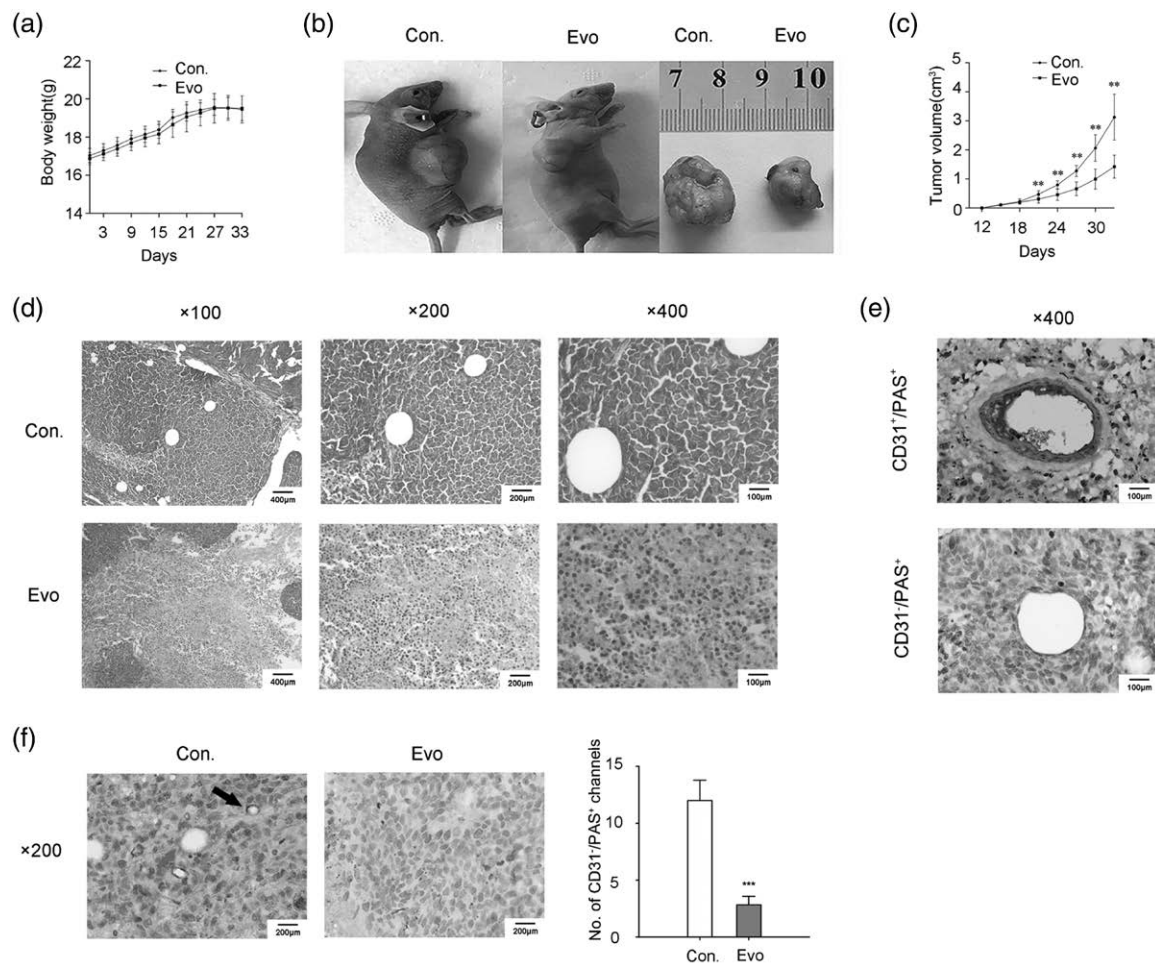 (a)
Body weight(g)
22
20
18
16
14
Con.
Evo
3 9 15 21 27 33
Days
(b)
Con. Evo Con. Evo
7 8 9 10
(c)
Tumor volume(cm³)
5
4
3
2
1
0
Con.
Evo
** ** ** ** **
12 18 24 30
Days
(d)
×100 ×200 ×400
Con.
400μm 200μm 100μm
Evo
400μm 200μm 100μm
(e)
×400
CD31⁺/PAS⁺
100μm
CD31⁻/PAS⁺
100μm
(f)
Con. Evo
×200
200μm 200μm
No. of CD31⁻/PAS⁺ channels
15
10
5
0
***
Con. Evo